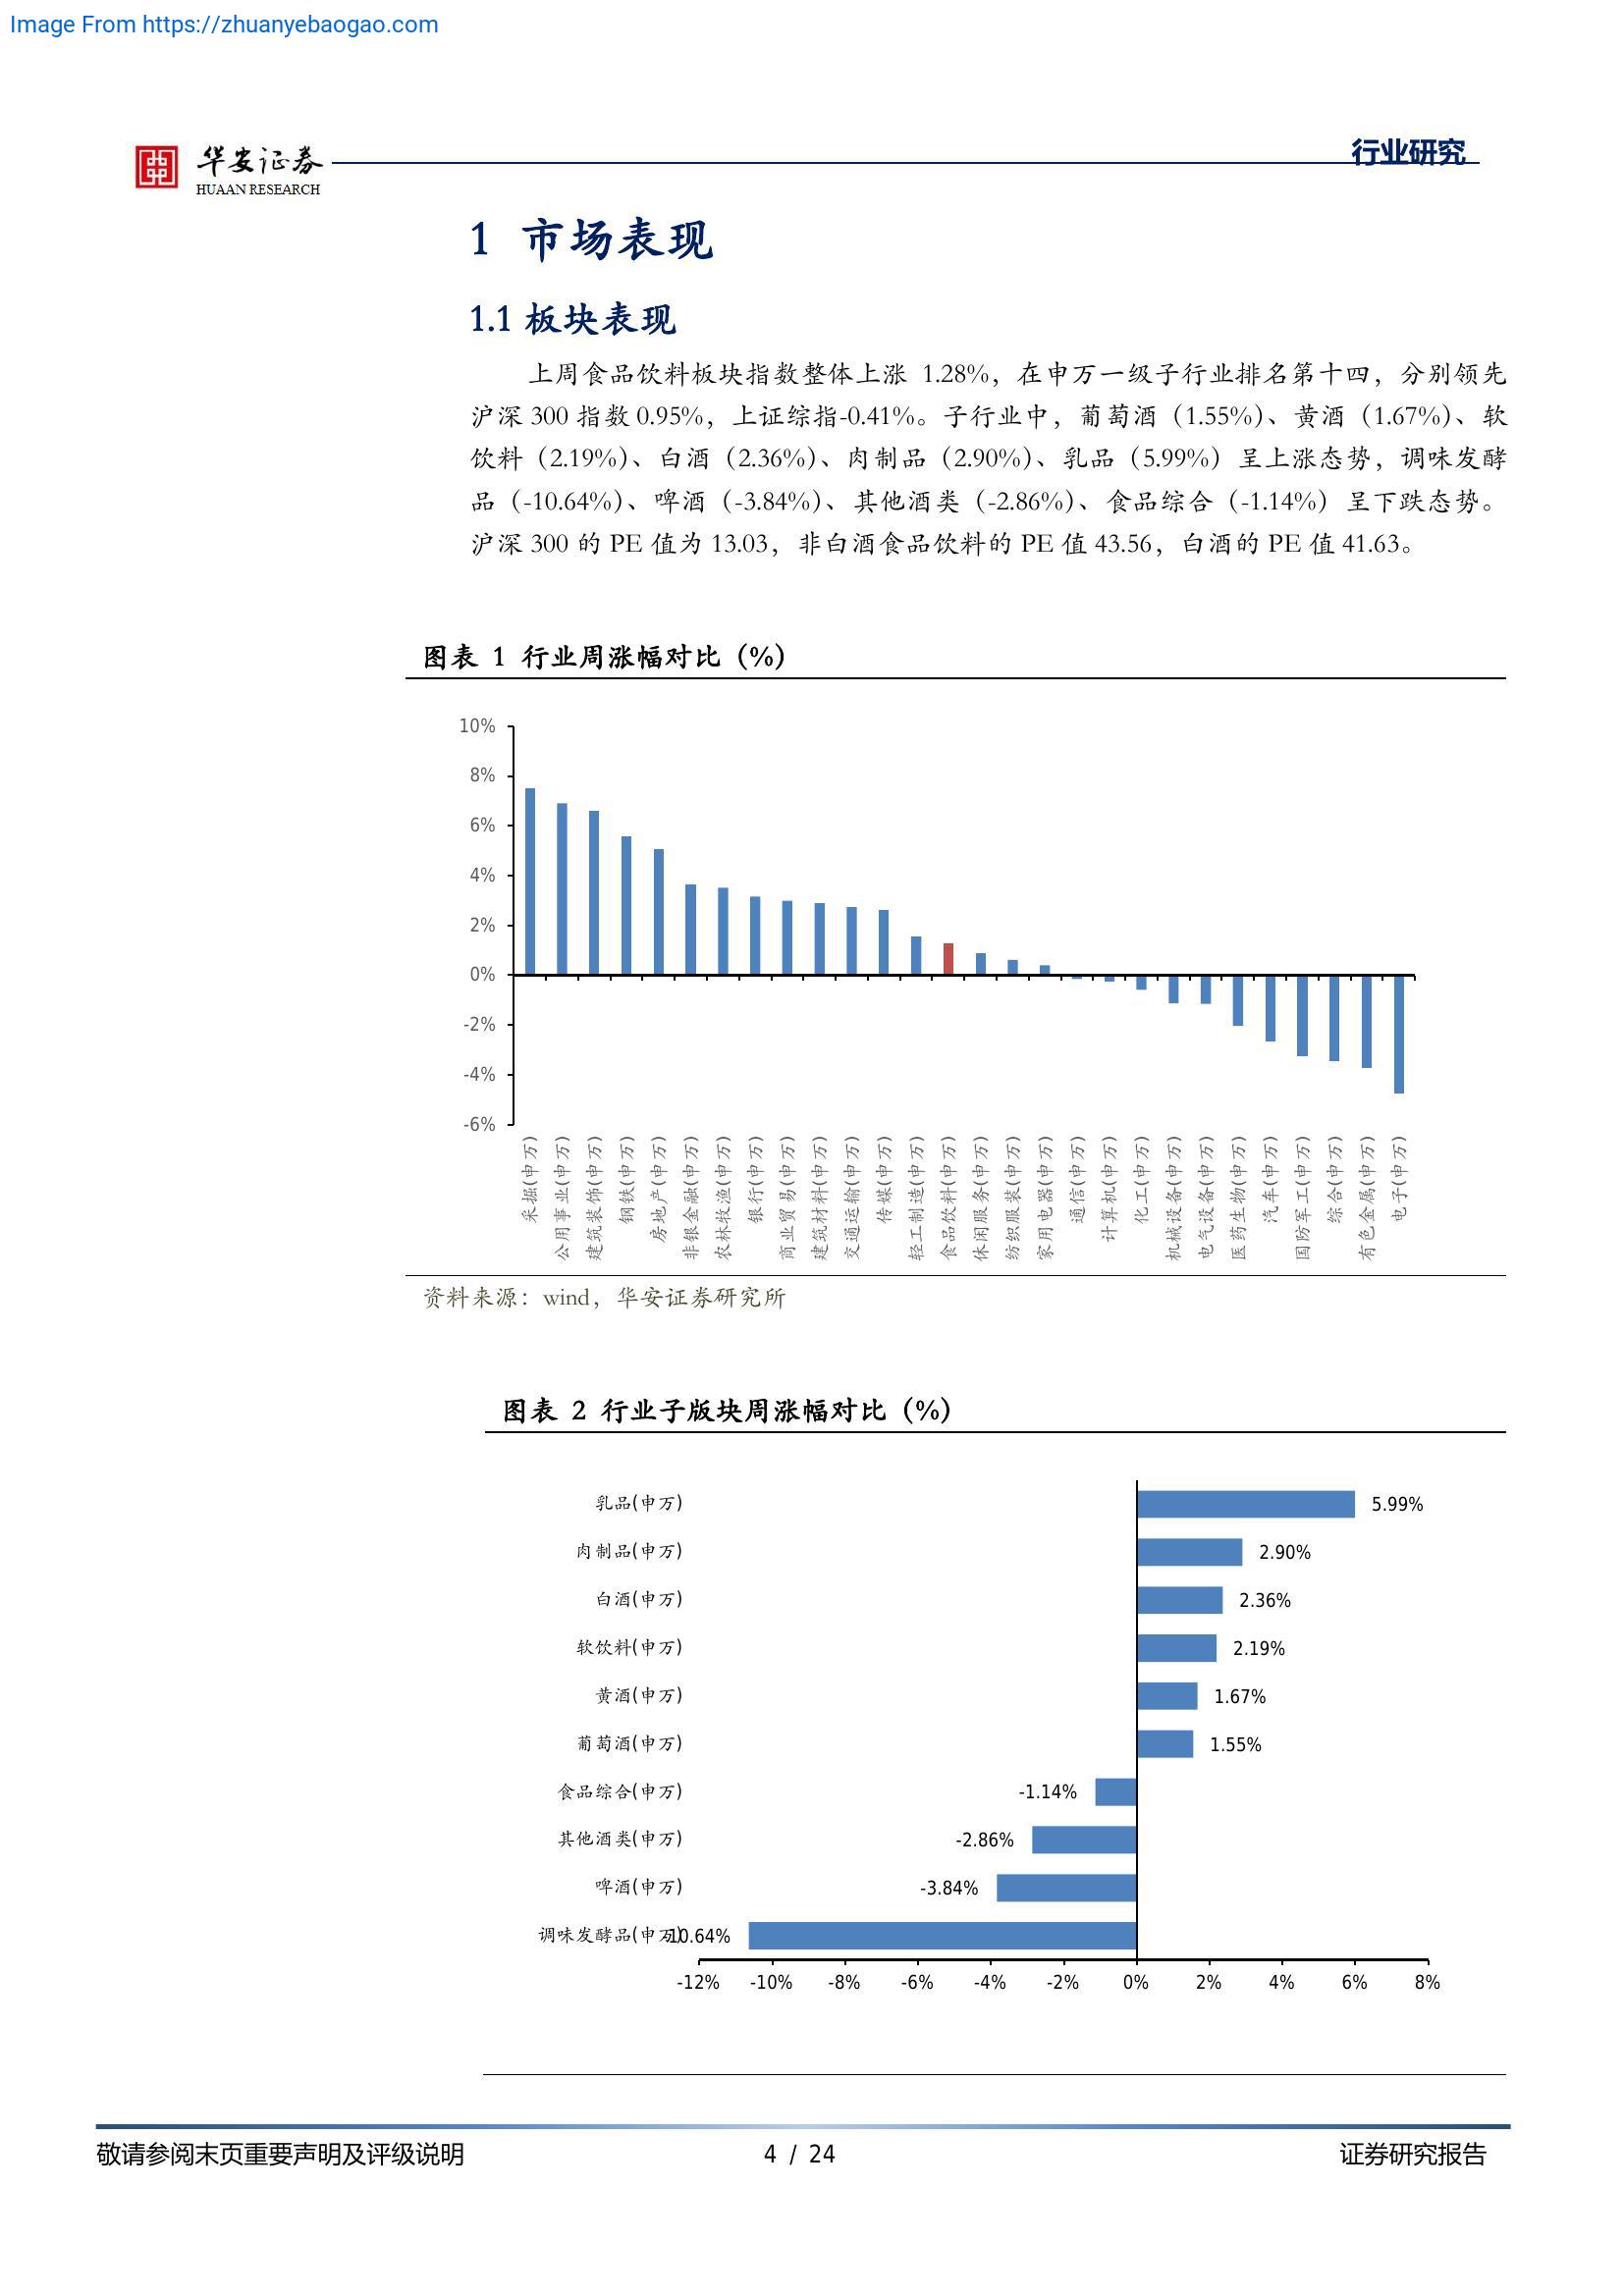 Image From https://zhuanyebaogao.com
华安证券
HUAAN RESEARCH
行业研究
1 市场表现
1.1 板块表现
上周食品饮料板块指数整体上涨 1.28%，在申万一级子行业排名第十四，分别领先
沪深 300 指数 0.95%，上证综指-0.41%。子行业中，葡萄酒（1.55%）、黄酒（1.67%）、软
饮料（2.19%）、白酒（2.36%）、肉制品（2.90%）、乳品（5.99%）呈上涨态势，调味发酵
品（-10.64%）、啤酒（-3.84%）、其他酒类（-2.86%）、食品综合（-1.14%）呈下跌态势。
沪深 300 的 PE 值为 13.03，非白酒食品饮料的 PE 值 43.56，白酒的 PE 值 41.63。
图表 1 行业周涨幅对比（%）
10%
8%
6%
4%
2%
0%
-2%
-4%
-6%
采掘(申万)
公用事业(申万)
建筑装饰(申万)
钢铁(申万)
房地产(申万)
非银金融(申万)
农林牧渔(申万)
银行(申万)
商业贸易(申万)
建筑材料(申万)
交通运输(申万)
传媒(申万)
轻工制造(申万)
食品饮料(申万)
休闲服务(申万)
纺织服装(申万)
家用电器(申万)
通信(申万)
计算机(申万)
化工(申万)
机械设备(申万)
电气设备(申万)
医药生物(申万)
汽车(申万)
国防军工(申万)
综合(申万)
有色金属(申万)
电子(申万)
资料来源：wind，华安证券研究所
图表 2 行业子版块周涨幅对比（%）
乳品(申万) 5.99%
肉制品(申万) 2.90%
白酒(申万) 2.36%
软饮料(申万) 2.19%
黄酒(申万) 1.67%
葡萄酒(申万) 1.55%
食品综合(申万) -1.14%
其他酒类(申万) -2.86%
啤酒(申万) -3.84%
调味发酵品(申万) -10.64%
-12% -10% -8% -6% -4% -2% 0% 2% 4% 6% 8%
敬请参阅末页重要声明及评级说明 4 / 24 证券研究报告